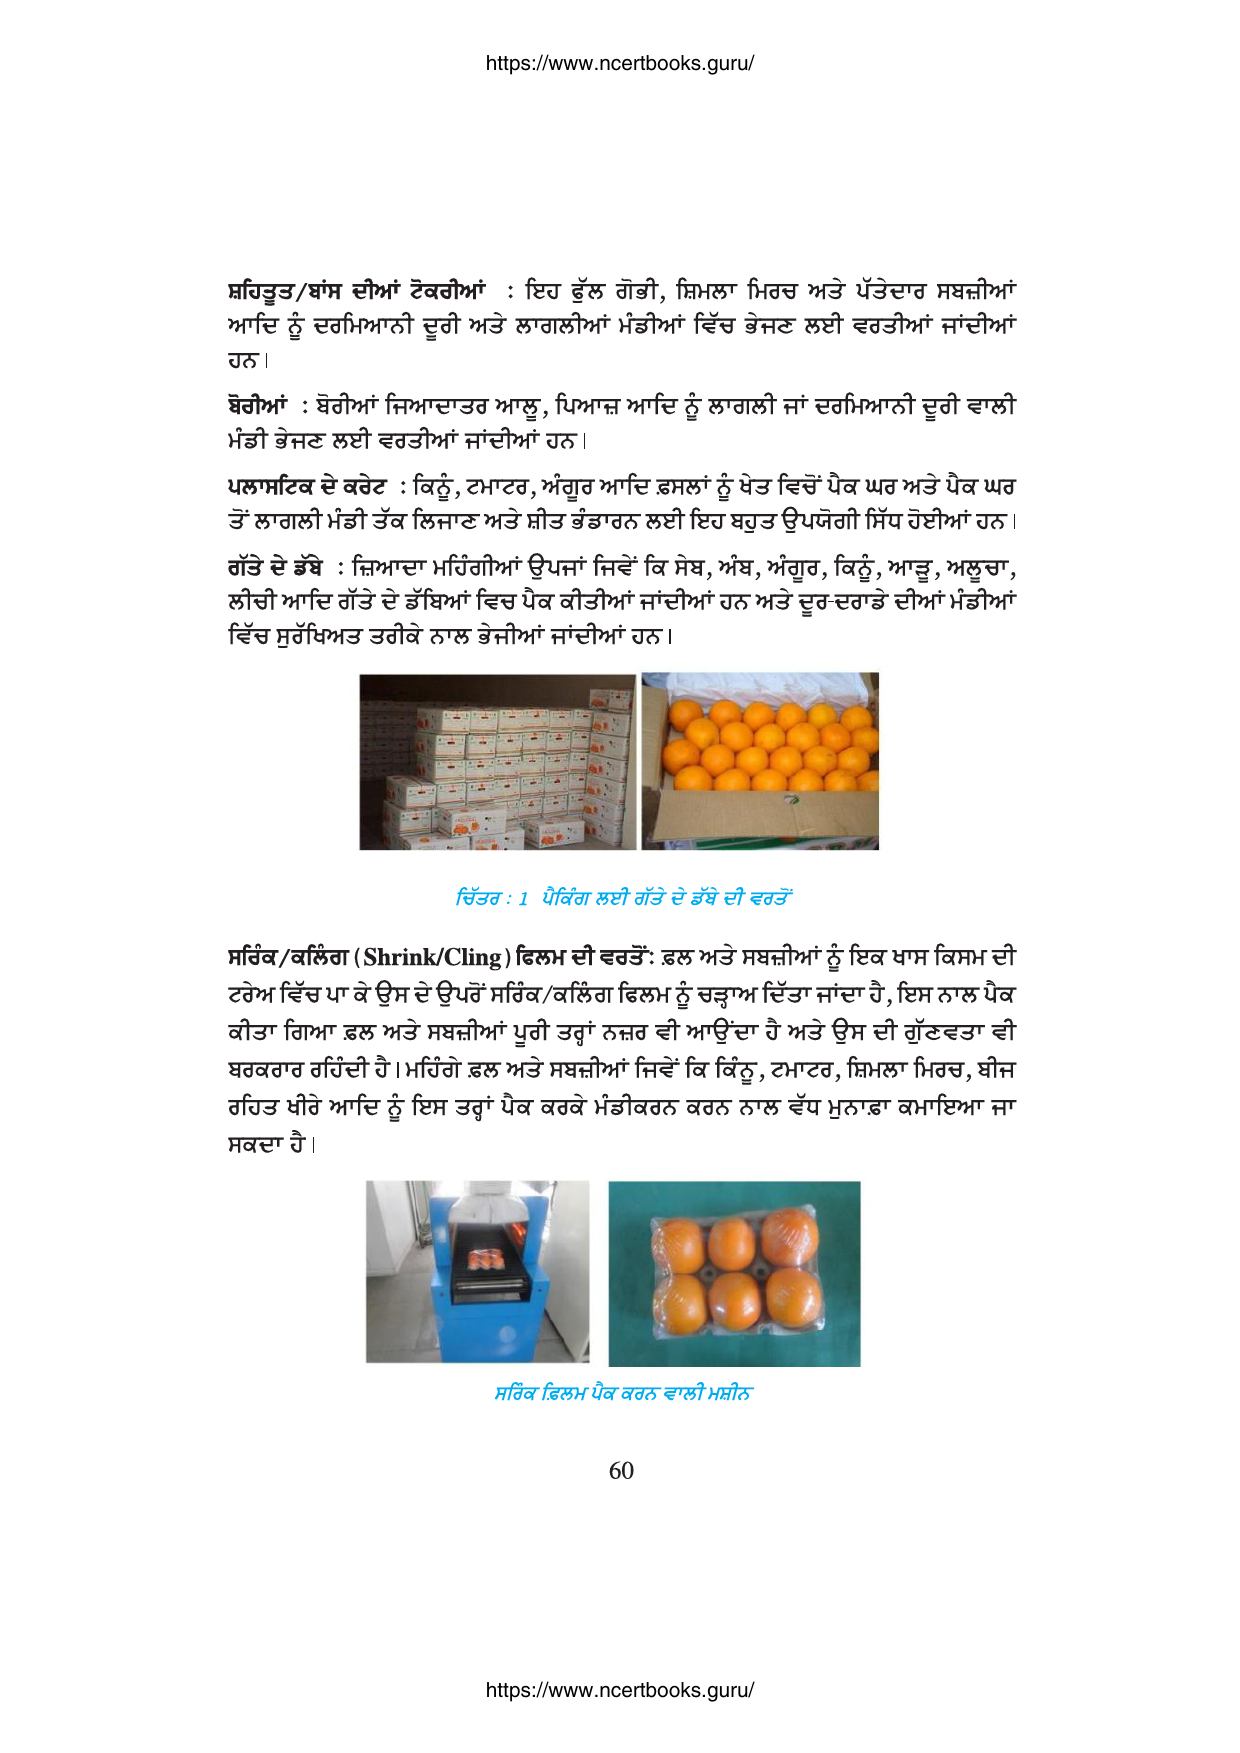 https://www.ncertbooks.guru/
ਸ਼ਹਿਤੂਤ/ਬਾਂਸ ਦੀਆਂ ਟੋਕਰੀਆਂ : ਇਹ ਫੁੱਲ ਗੋਭੀ, ਸ਼ਿਮਲਾ ਮਿਰਚ ਅਤੇ ਪੱਤੇਦਾਰ ਸਬਜ਼ੀਆਂ
ਆਦਿ ਨੂੰ ਦਰਮਿਆਨੀ ਦੂਰੀ ਅਤੇ ਲਾਗਲੀਆਂ ਮੰਡੀਆਂ ਵਿੱਚ ਭੇਜਣ ਲਈ ਵਰਤੀਆਂ ਜਾਂਦੀਆਂ
ਹਨ।
ਬੋਰੀਆਂ : ਬੋਰੀਆਂ ਜਿਆਦਾਤਰ ਆਲੂ, ਪਿਆਜ਼ ਆਦਿ ਨੂੰ ਲਾਗਲੀ ਜਾਂ ਦਰਮਿਆਨੀ ਦੂਰੀ ਵਾਲੀ
ਮੰਡੀ ਭੇਜਣ ਲਈ ਵਰਤੀਆਂ ਜਾਂਦੀਆਂ ਹਨ।
ਪਲਾਸਟਿਕ ਦੇ ਕਰੇਟ : ਕਿਨੂੰ, ਟਮਾਟਰ, ਅੰਗੂਰ ਆਦਿ ਫ਼ਸਲਾਂ ਨੂੰ ਖੇਤ ਵਿਚੋਂ ਪੈਕ ਘਰ ਅਤੇ ਪੈਕ ਘਰ
ਤੋਂ ਲਾਗਲੀ ਮੰਡੀ ਤੱਕ ਲਿਜਾਣ ਅਤੇ ਸ਼ੀਤ ਭੰਡਾਰਨ ਲਈ ਇਹ ਬਹੁਤ ਉਪਯੋਗੀ ਸਿੱਧ ਹੋਈਆਂ ਹਨ।
ਗੱਤੇ ਦੇ ਡੱਬੇ : ਜ਼ਿਆਦਾ ਮਹਿੰਗੀਆਂ ਉਪਜਾਂ ਜਿਵੇਂ ਕਿ ਸੇਬ, ਅੰਬ, ਅੰਗੂਰ, ਕਿਨੂੰ, ਆੜੂ, ਅਲੂਚਾ,
ਲੀਚੀ ਆਦਿ ਗੱਤੇ ਦੇ ਡੱਬਿਆਂ ਵਿਚ ਪੈਕ ਕੀਤੀਆਂ ਜਾਂਦੀਆਂ ਹਨ ਅਤੇ ਦੂਰ-ਦਰਾਡੇ ਦੀਆਂ ਮੰਡੀਆਂ
ਵਿੱਚ ਸੁਰੱਖਿਅਤ ਤਰੀਕੇ ਨਾਲ ਭੇਜੀਆਂ ਜਾਂਦੀਆਂ ਹਨ।
ਚਿੱਤਰ : 1 ਪੈਕਿੰਗ ਲਈ ਗੱਤੇ ਦੇ ਡੱਬੇ ਦੀ ਵਰਤੋਂ
ਸਰਿੰਕ/ਕਲਿੰਗ (Shrink/Cling) ਫਿਲਮ ਦੀ ਵਰਤੋਂ: ਫ਼ਲ ਅਤੇ ਸਬਜ਼ੀਆਂ ਨੂੰ ਇਕ ਖਾਸ ਕਿਸਮ ਦੀ
ਟਰੇਅ ਵਿੱਚ ਪਾ ਕੇ ਉਸ ਦੇ ਉਪਰੋਂ ਸਰਿੰਕ/ਕਲਿੰਗ ਫਿਲਮ ਨੂੰ ਚੜ੍ਹਾਅ ਦਿੱਤਾ ਜਾਂਦਾ ਹੈ, ਇਸ ਨਾਲ ਪੈਕ
ਕੀਤਾ ਗਿਆ ਫ਼ਲ ਅਤੇ ਸਬਜ਼ੀਆਂ ਪੂਰੀ ਤਰ੍ਹਾਂ ਨਜ਼ਰ ਵੀ ਆਉਂਦਾ ਹੈ ਅਤੇ ਉਸ ਦੀ ਗੁੱਣਵਤਾ ਵੀ
ਬਰਕਰਾਰ ਰਹਿੰਦੀ ਹੈ। ਮਹਿੰਗੇ ਫ਼ਲ ਅਤੇ ਸਬਜ਼ੀਆਂ ਜਿਵੇਂ ਕਿ ਕਿੰਨੂ, ਟਮਾਟਰ, ਸ਼ਿਮਲਾ ਮਿਰਚ, ਬੀਜ
ਰਹਿਤ ਖੀਰੇ ਆਦਿ ਨੂੰ ਇਸ ਤਰ੍ਹਾਂ ਪੈਕ ਕਰਕੇ ਮੰਡੀਕਰਨ ਕਰਨ ਨਾਲ ਵੱਧ ਮੁਨਾਫ਼ਾ ਕਮਾਇਆ ਜਾ
ਸਕਦਾ ਹੈ।
ਸਰਿੰਕ ਫ਼ਿਲਮ ਪੈਕ ਕਰਨ ਵਾਲੀ ਮਸ਼ੀਨ
60
https://www.ncertbooks.guru/